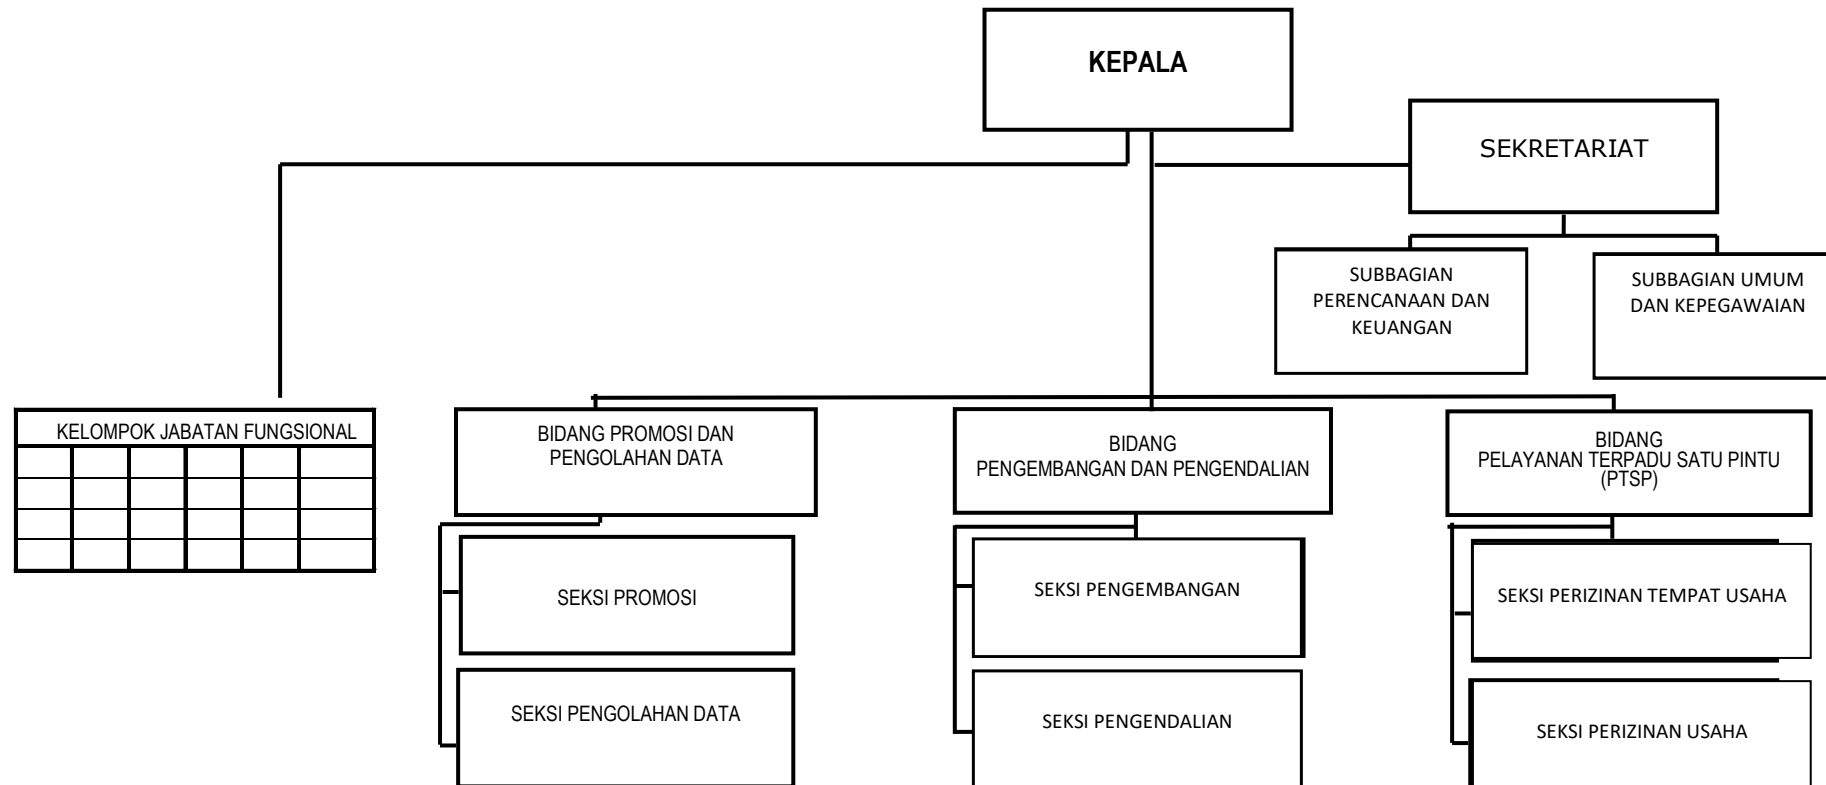 KEPALA
SEKRETARIAT
SUBBAGIAN
PERENCANAAN DAN
KEUANGAN
SUBBAGIAN UMUM
DAN KEPEGAWAIAN
KELOMPOK JABATAN FUNGSIONAL
BIDANG PROMOSI DAN
PENGOLAHAN DATA
BIDANG
PENGEMBANGAN DAN PENGENDALIAN
BIDANG
PELAYANAN TERPADU SATU PINTU
(PTSP)
SEKSI PROMOSI
SEKSI PENGEMBANGAN
SEKSI PERIZINAN TEMPAT USAHA
SEKSI PENGOLAHAN DATA
SEKSI PENGENDALIAN
SEKSI PERIZINAN USAHA